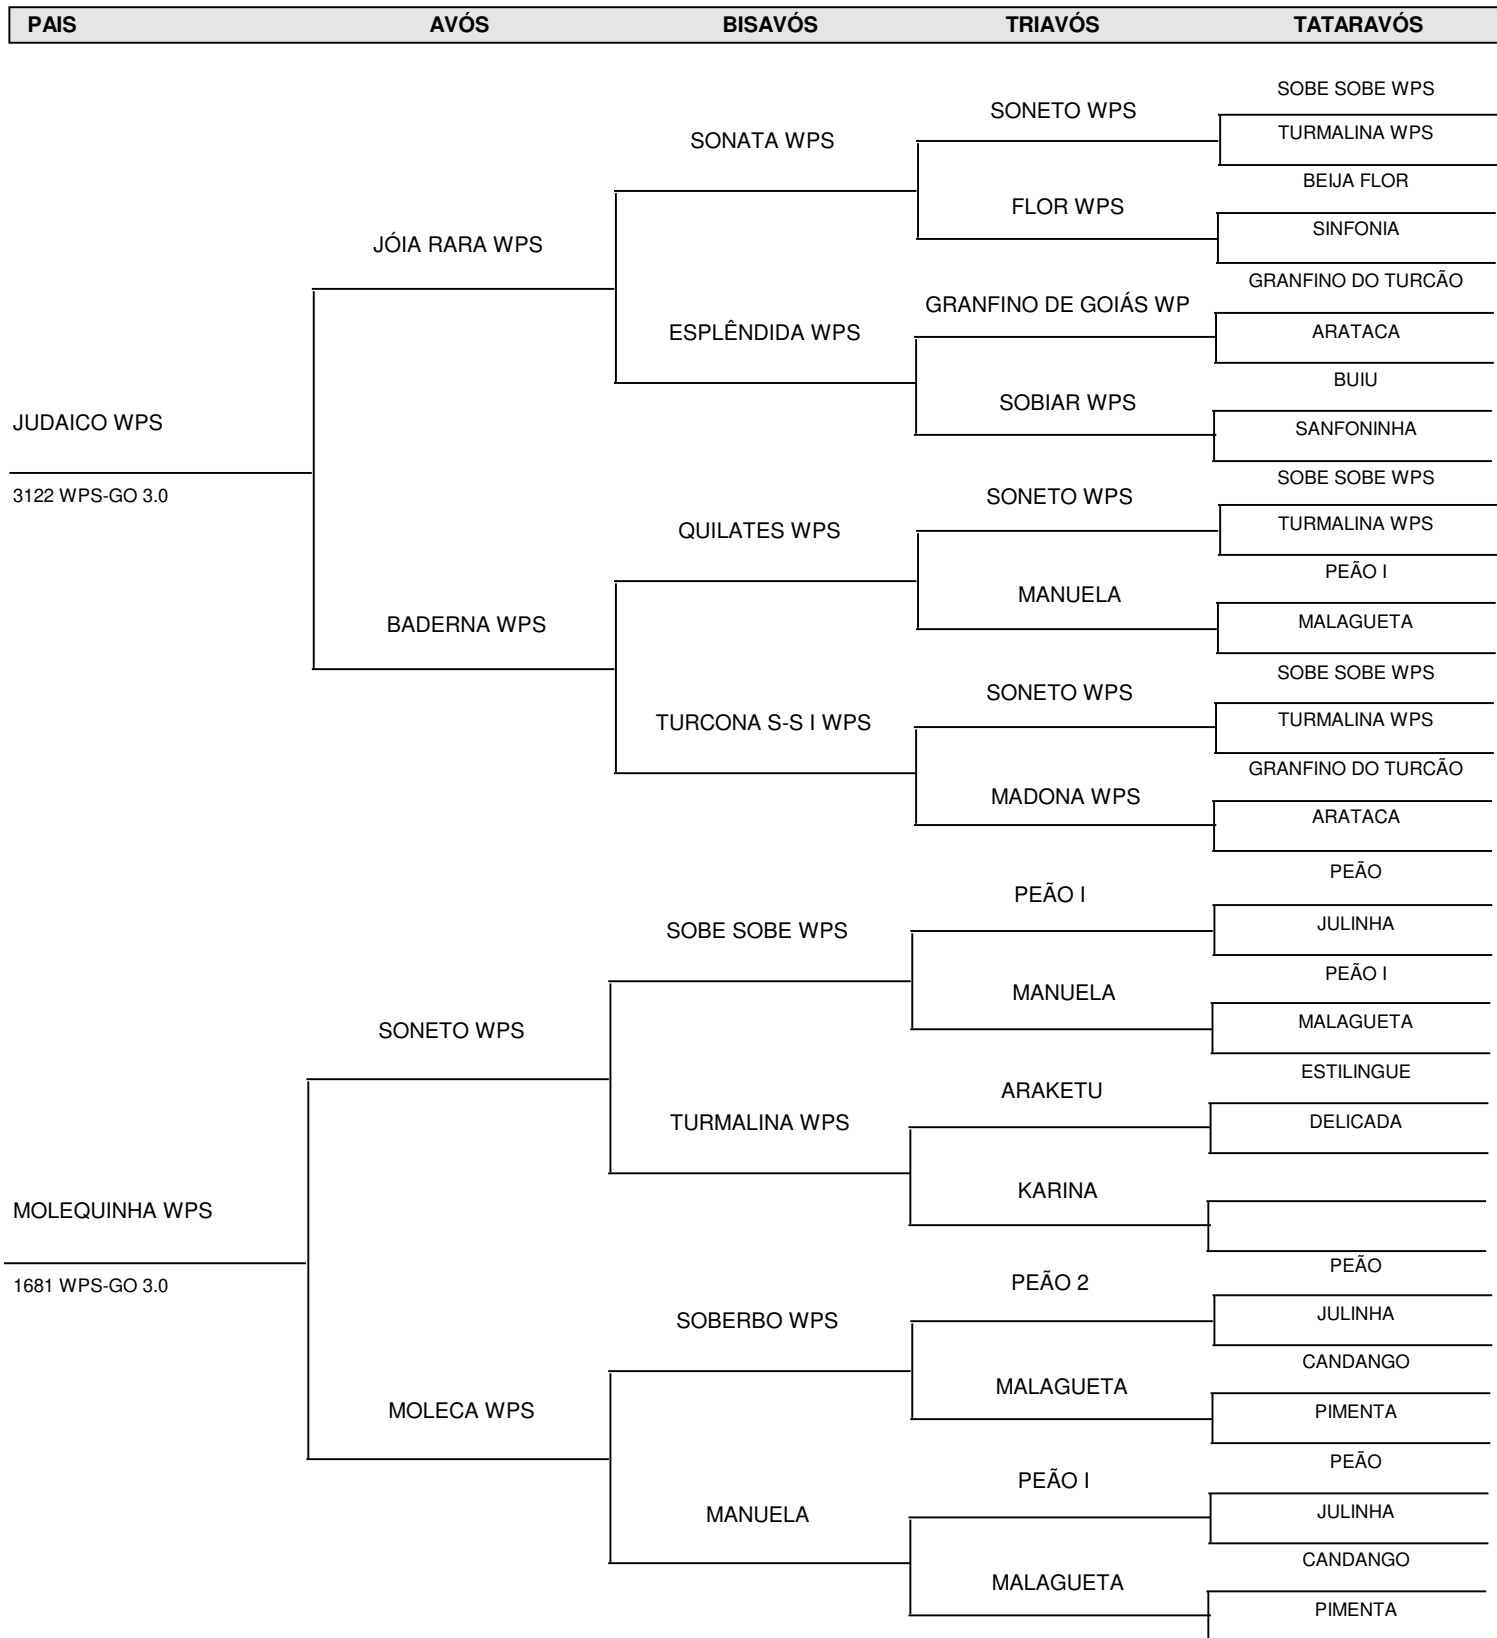 PAIS AVÓS BISAVÓS TRIAVÓS TATARAVÓS
SOBE SOBE WPS
SONETO WPS
TURMALINA WPS
SONATA WPS
BEIJA FLOR
FLOR WPS
SINFONIA
JÓIA RARA WPS
GRANFINO DO TURCÃO
GRANFINO DE GOIÁS WP
ARATACA
ESPLÊNDIDA WPS
BUIU
SOBIAR WPS
SANFONINHA
JUDAICO WPS
3122 WPS-GO 3.0
SOBE SOBE WPS
SONETO WPS
TURMALINA WPS
QUILATES WPS
PEÃO I
MANUELA
MALAGUETA
BADERNA WPS
SOBE SOBE WPS
SONETO WPS
TURMALINA WPS
TURCONA S-S I WPS
GRANFINO DO TURCÃO
MADONA WPS
ARATACA
PEÃO
PEÃO I
JULINHA
SOBE SOBE WPS
PEÃO I
MANUELA
MALAGUETA
SONETO WPS
ESTILINGUE
ARAKETU
DELICADA
TURMALINA WPS
KARINA
MOLEQUINHA WPS
1681 WPS-GO 3.0
PEÃO
PEÃO 2
JULINHA
SOBERBO WPS
CANDANGO
MALAGUETA
PIMENTA
MOLECA WPS
PEÃO
PEÃO I
JULINHA
MANUELA
CANDANGO
MALAGUETA
PIMENTA